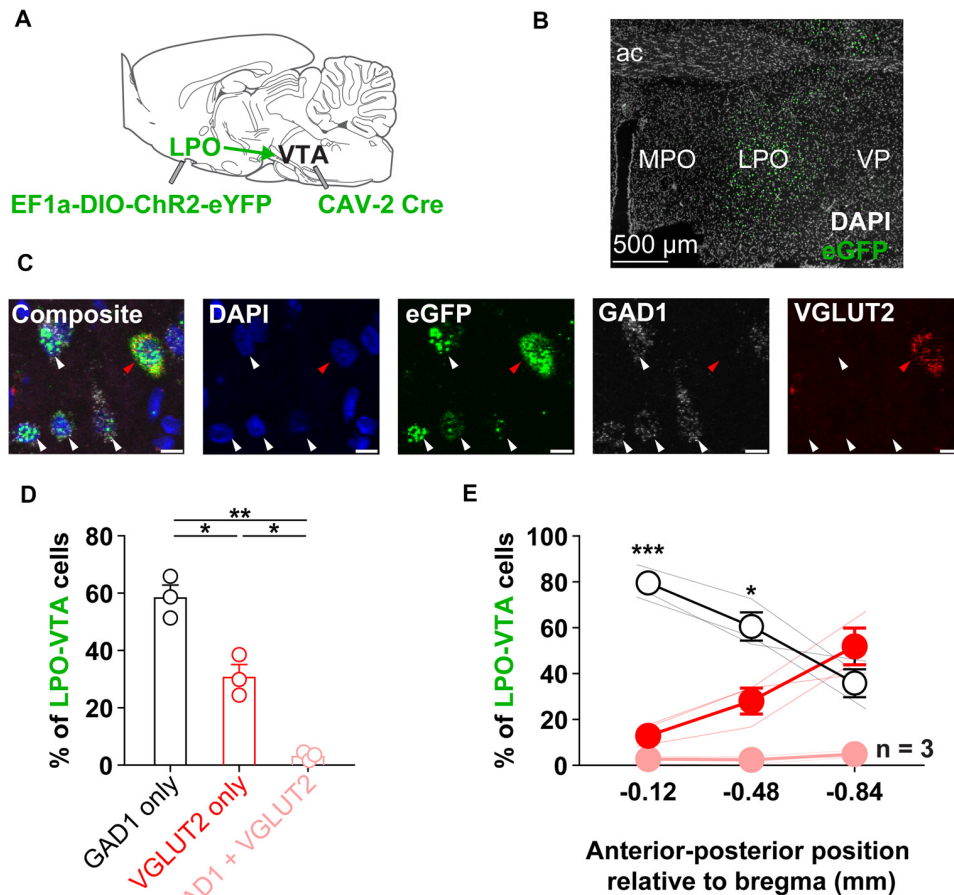 A
LPO
VTA
EF1a-DIO-ChR2-eYFP
CAV-2 Cre
B
ac
MPO
LPO
VP
DAPI
500 µm
eGFP
C
Composite
DAPI
eGFP
GAD1
VGLUT2
D
% of LPO-VTA cells
80
60
40
20
0
**
*
*
GAD1 only
VGLUT2 only
+ VGLUT2
E
% of LPO-VTA cells
100
80
60
40
20
0
***
*
n = 3
-0.12
-0.48
-0.84
Anterior-posterior position
relative to bregma (mm)